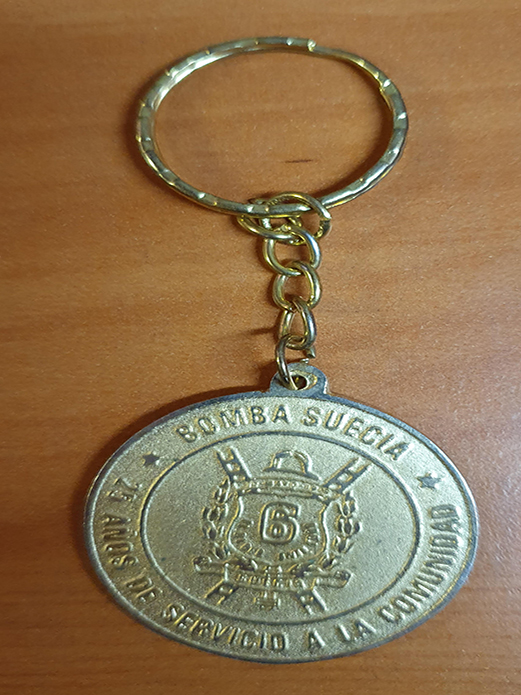 BOMBA SUECIA
AÑOS DE SERVICIO A LA COMUNIDAD
6